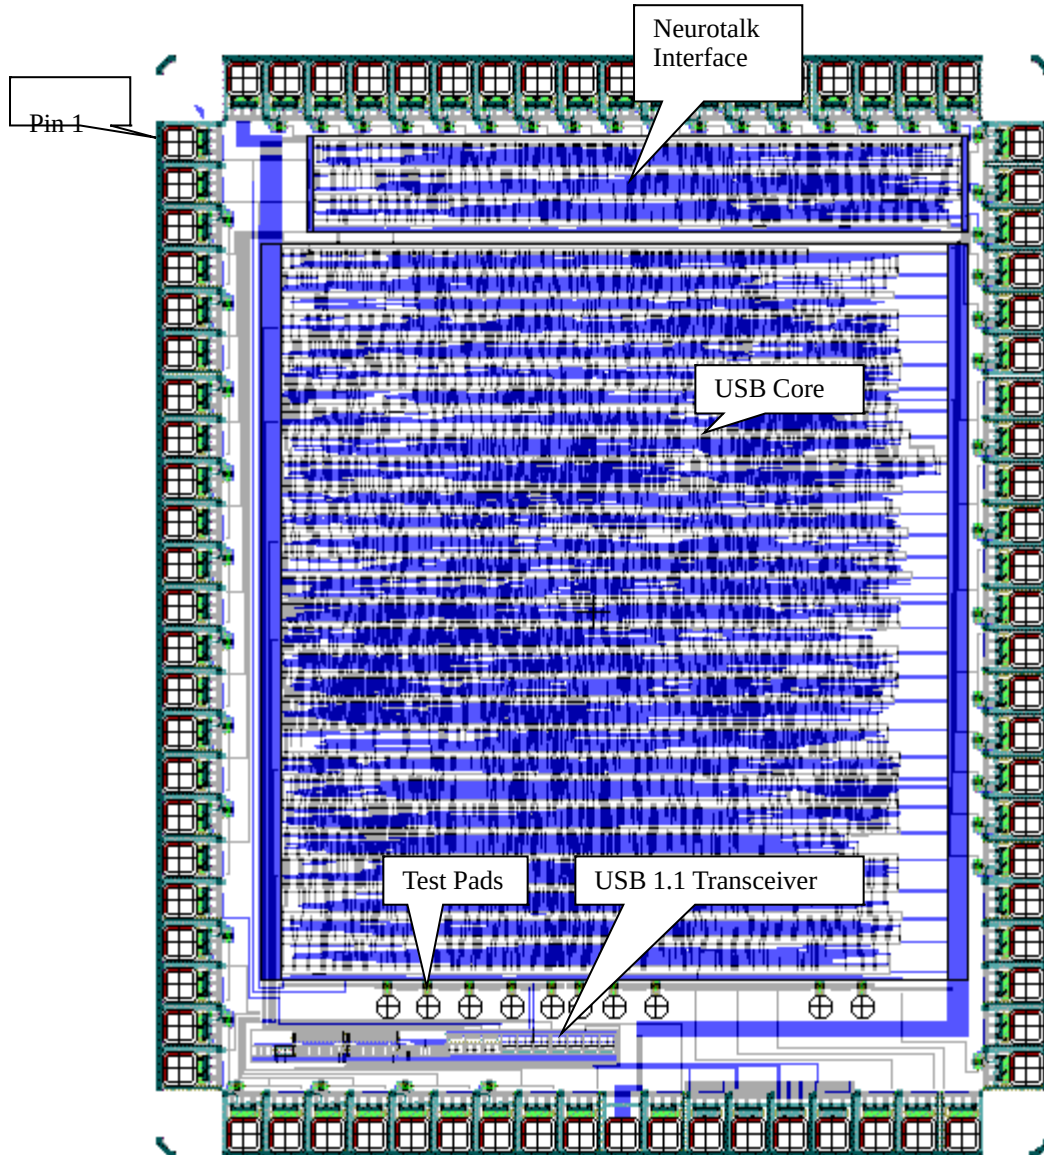 Neurotalk
Interface
Pin 1
USB Core
Test Pads
USB 1.1 Transceiver